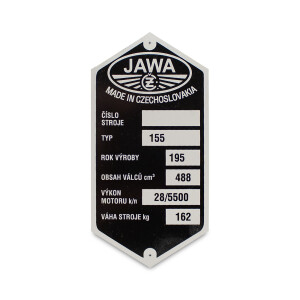 JAWA
MADE IN CZECHOSLOVAKIA
ČÍSLO
STROJE
TYP 155
ROK VÝROBY 195
OBSAH VÁLCŮ cm³ 488
VÝKON
MOTORU k/n 28/5500
VÁHA STROJE kg 162